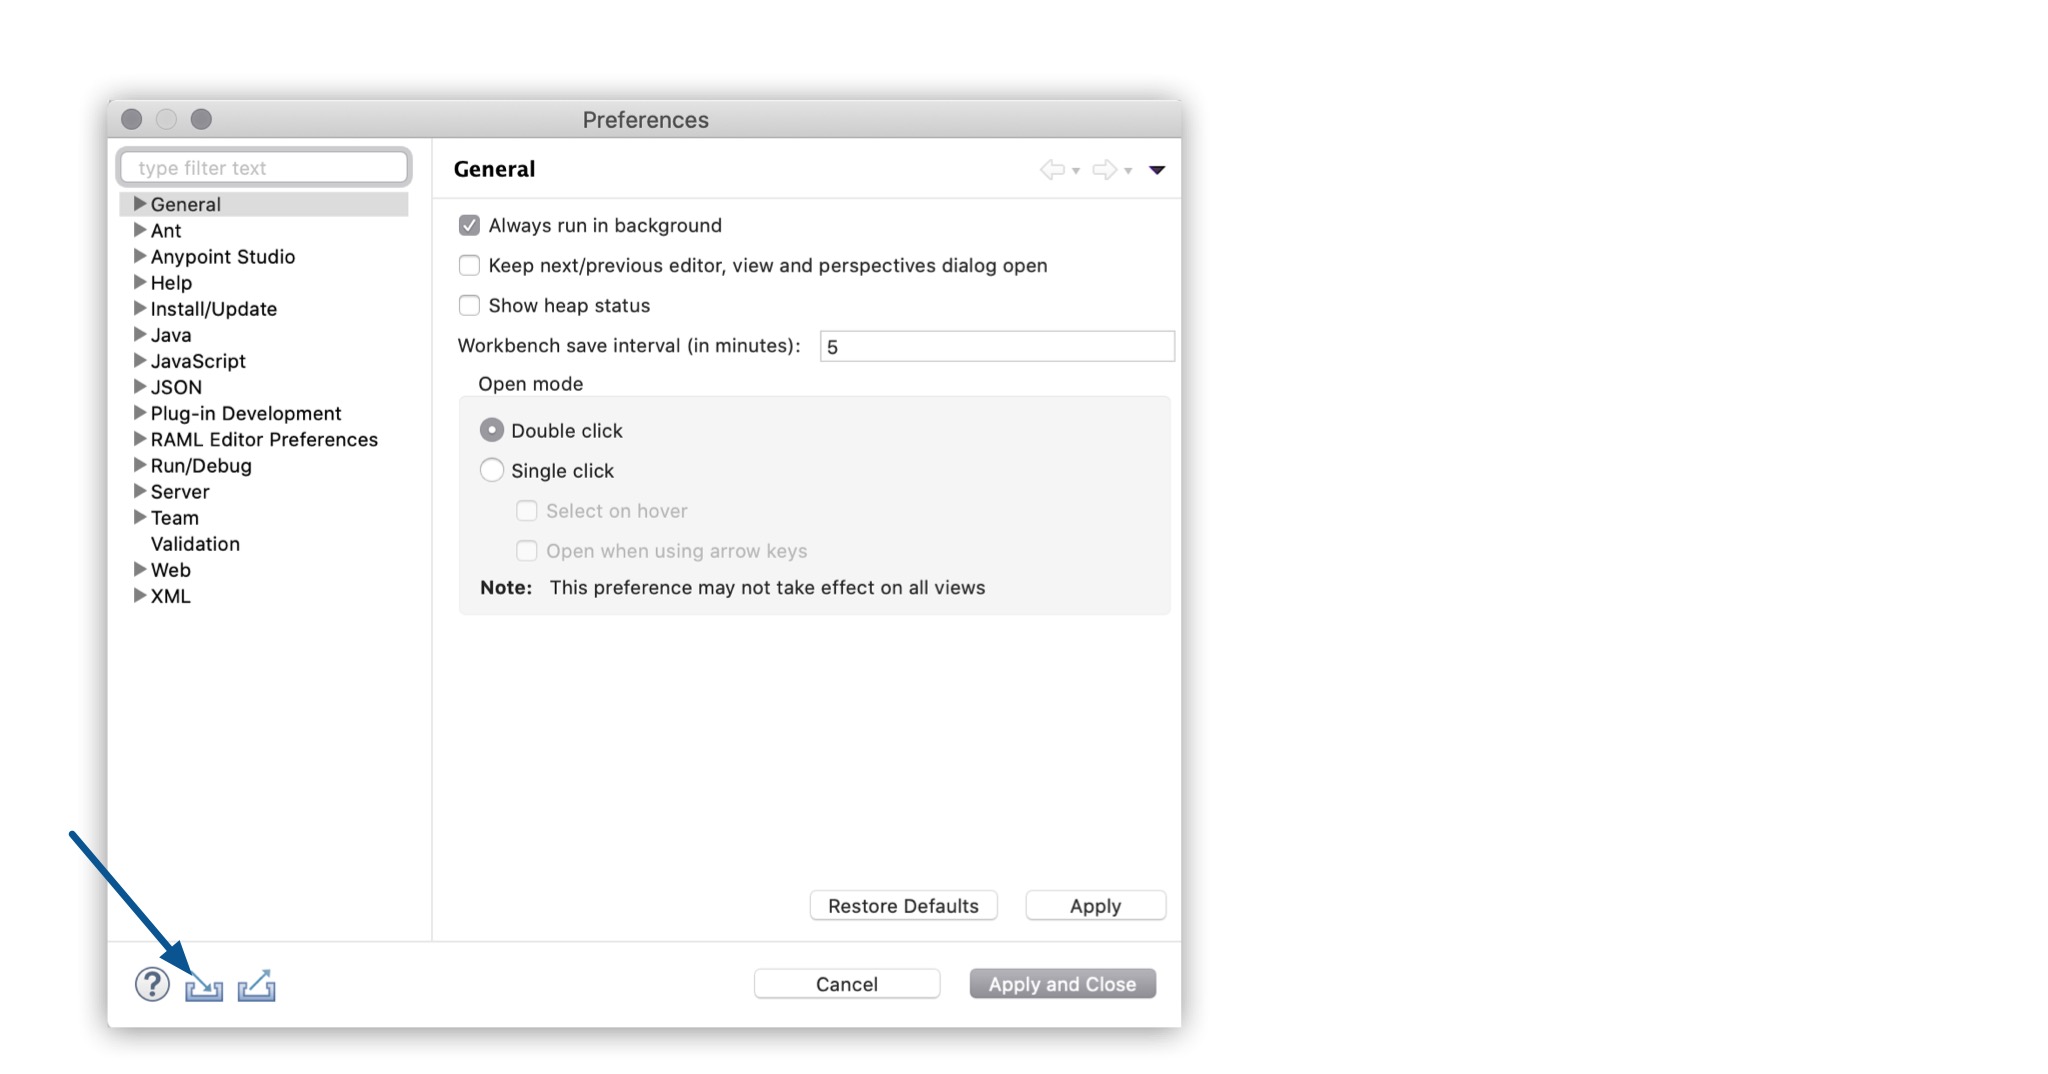 Preferences
type filter text
General
Ant
Anypoint Studio
Help
Install/Update
Java
JavaScript
JSON
Plug-in Development
RAML Editor Preferences
Run/Debug
Server
Team
Validation
Web
XML
General
Always run in background
Keep next/previous editor, view and perspectives dialog open
Show heap status
Workbench save interval (in minutes): 5
Open mode
Double click
Single click
Select on hover
Open when using arrow keys
Note: This preference may not take effect on all views
Restore Defaults Apply
? Cancel Apply and Close